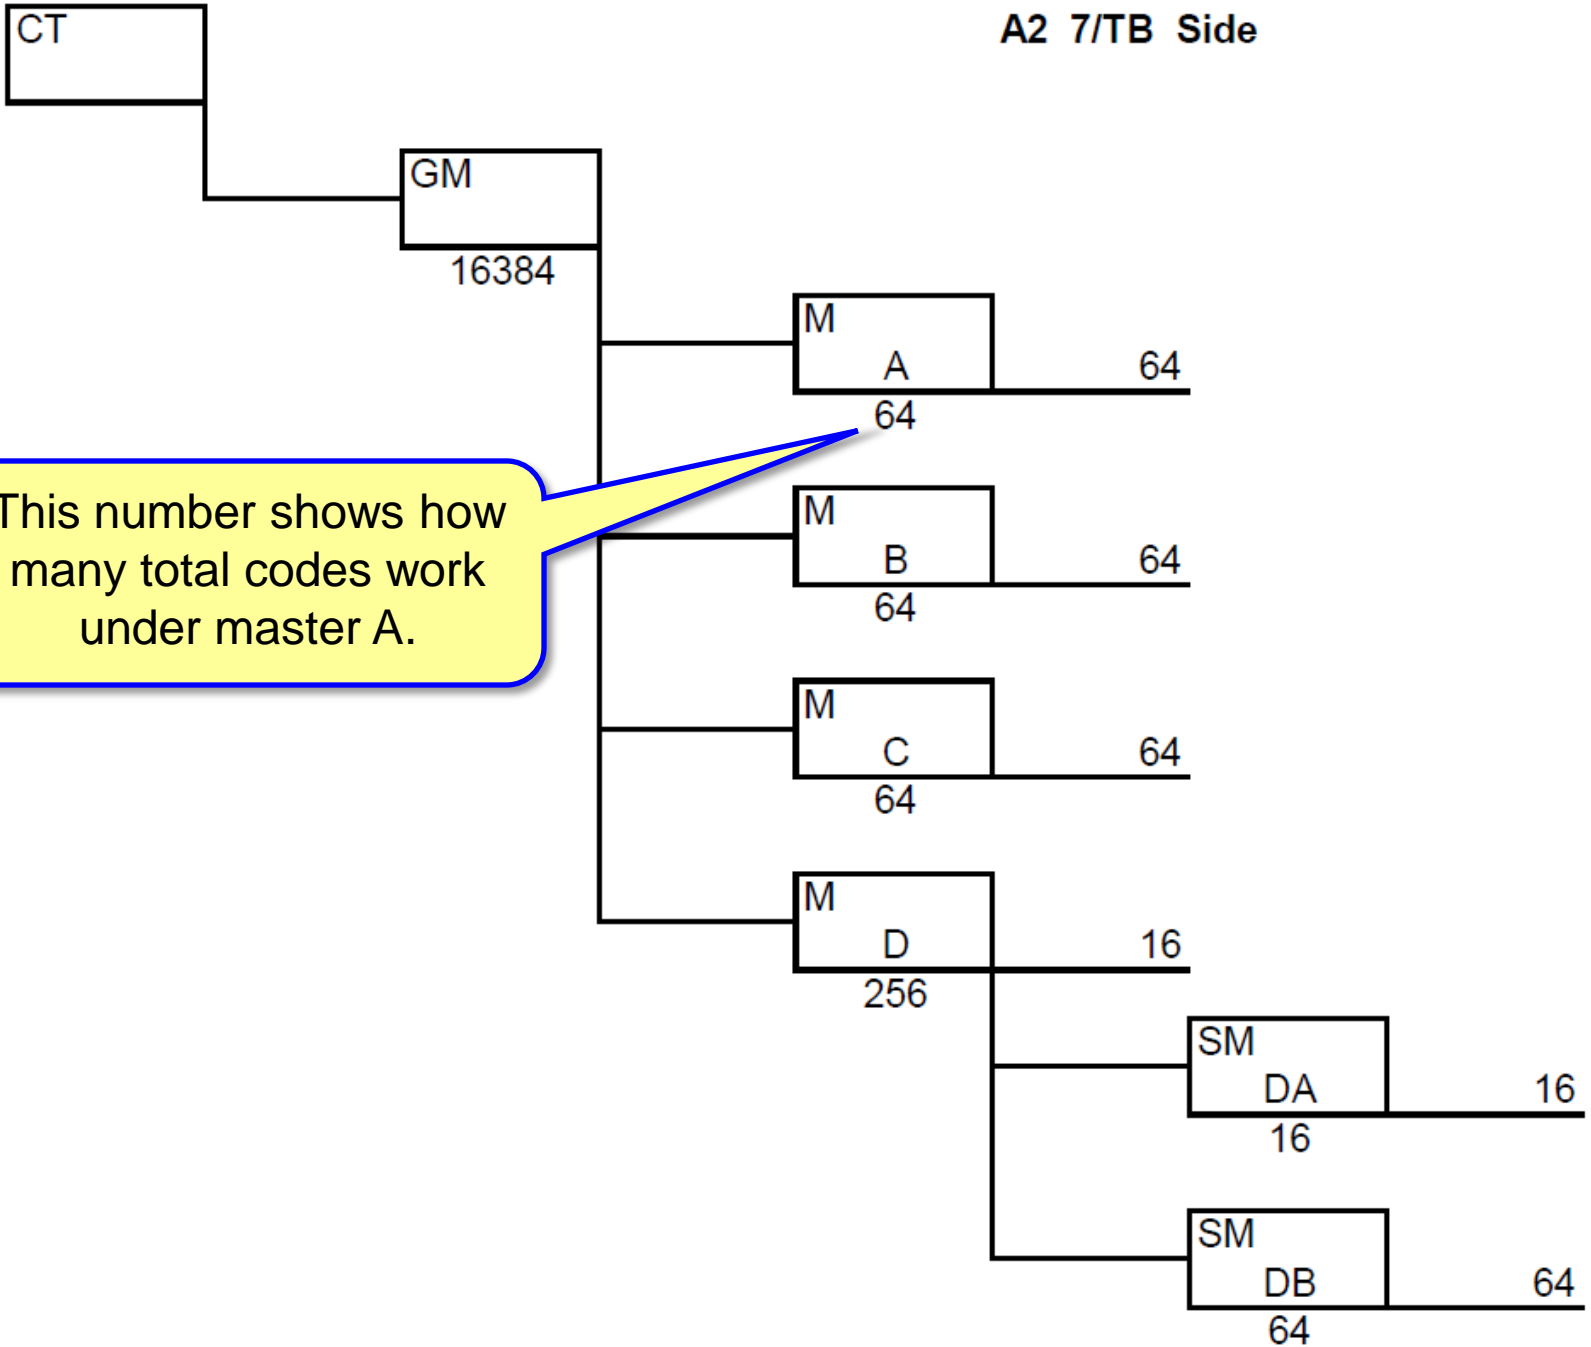 CT
A2 7/TB Side
GM
16384
M
A
64
64
This number shows how
many total codes work
under master A.
M
B
64
64
M
C
64
64
M
D
16
256
SM
DA
16
16
SM
DB
64
64